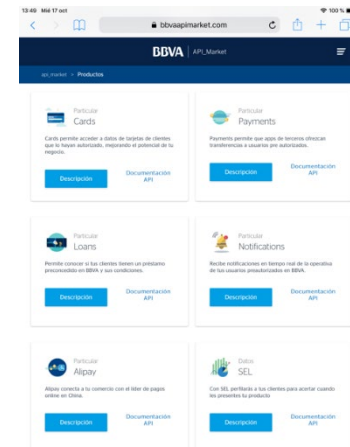 13:49 Mié 17 oct
100 %
bbvaapimarket.com
BBVA | API_Market
api_market > Productos
Particular
Cards
Cards permite acceder a datos de tarjetas de clientes
que lo hayan autorizado, mejorando el potencial de tu
negocio.
Descripción
Documentación
API
Particular
Payments
Payments permite que apps de terceros ofrezcan
transferencias a usuarios pre autorizados.
Descripción
Documentación
API
Particular
Loans
Permite conocer si tus clientes tienen un préstamo
preconcedido en BBVA y sus condiciones.
Descripción
Documentación
API
Particular
Notifications
Recibe notificaciones en tiempo real de la operativa
de tus usuarios preautorizados en BBVA.
Descripción
Documentación
API
Particular
Alipay
Alipay conecta a tu comercio con el líder de pagos
online en China.
Descripción
Documentación
API
Datos
SEL
Con SEL perfilarás a tus clientes para acertar cuando
les presentes tu producto
Descripción
Documentación
API